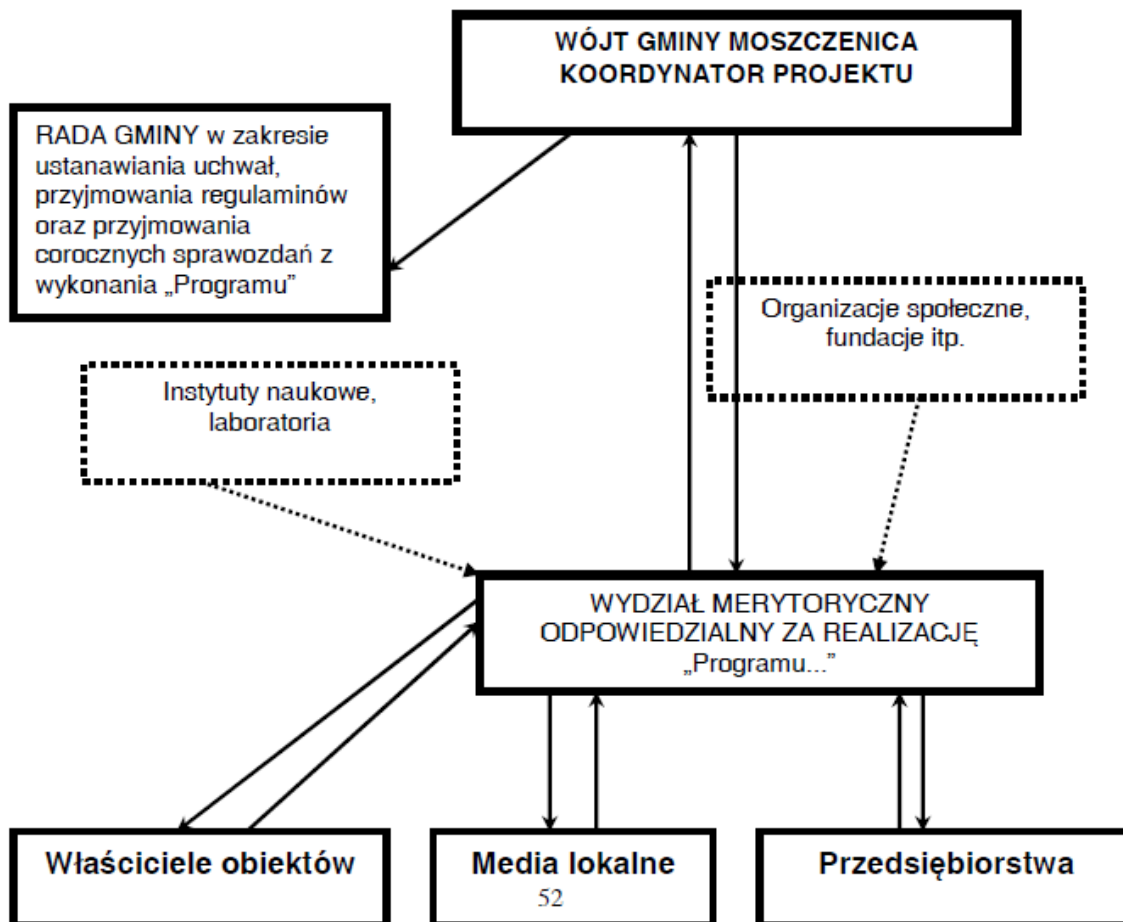 WÓJT GMINY MOSZCZENICA
KOORDYNATOR PROJEKTU
RADA GMINY w zakresie
ustanawiania uchwał,
przyjmowania regulaminów
oraz przyjmowania
corocznych sprawozdań z
wykonania „Programu”
Organizacje społeczne,
fundacje itp.
Instytuty naukowe,
laboratoria
WYDZIAŁ MERYTORYCZNY
ODPOWIEDZIALNY ZA REALIZACJĘ
„Programu...”
Właściciele obiektów
Media lokalne
Przedsiębiorstwa
52